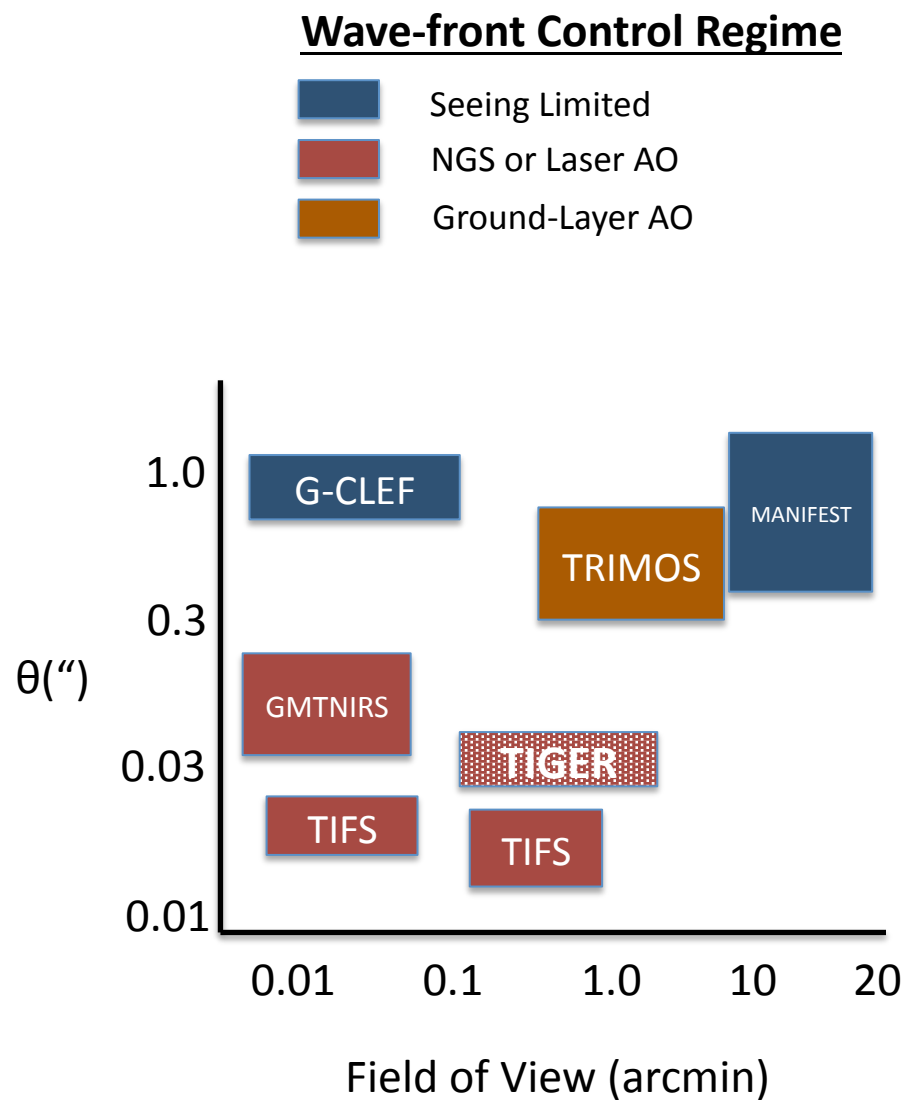 Wave-front Control Regime
Seeing Limited
NGS or Laser AO
Ground-Layer AO
1.0
0.3
θ(“)
0.03
0.01
G-CLEF
MANIFEST
TRIMOS
GMTNIRS
TIGER
TIFS
TIFS
0.01 0.1 1.0 10 20
Field of View (arcmin)